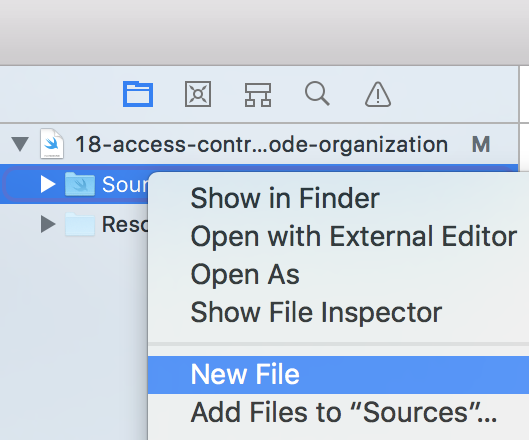 18-access-contr...ode-organization M
Sour
Reso
Show in Finder
Open with External Editor
Open As
Show File Inspector
New File
Add Files to “Sources”...